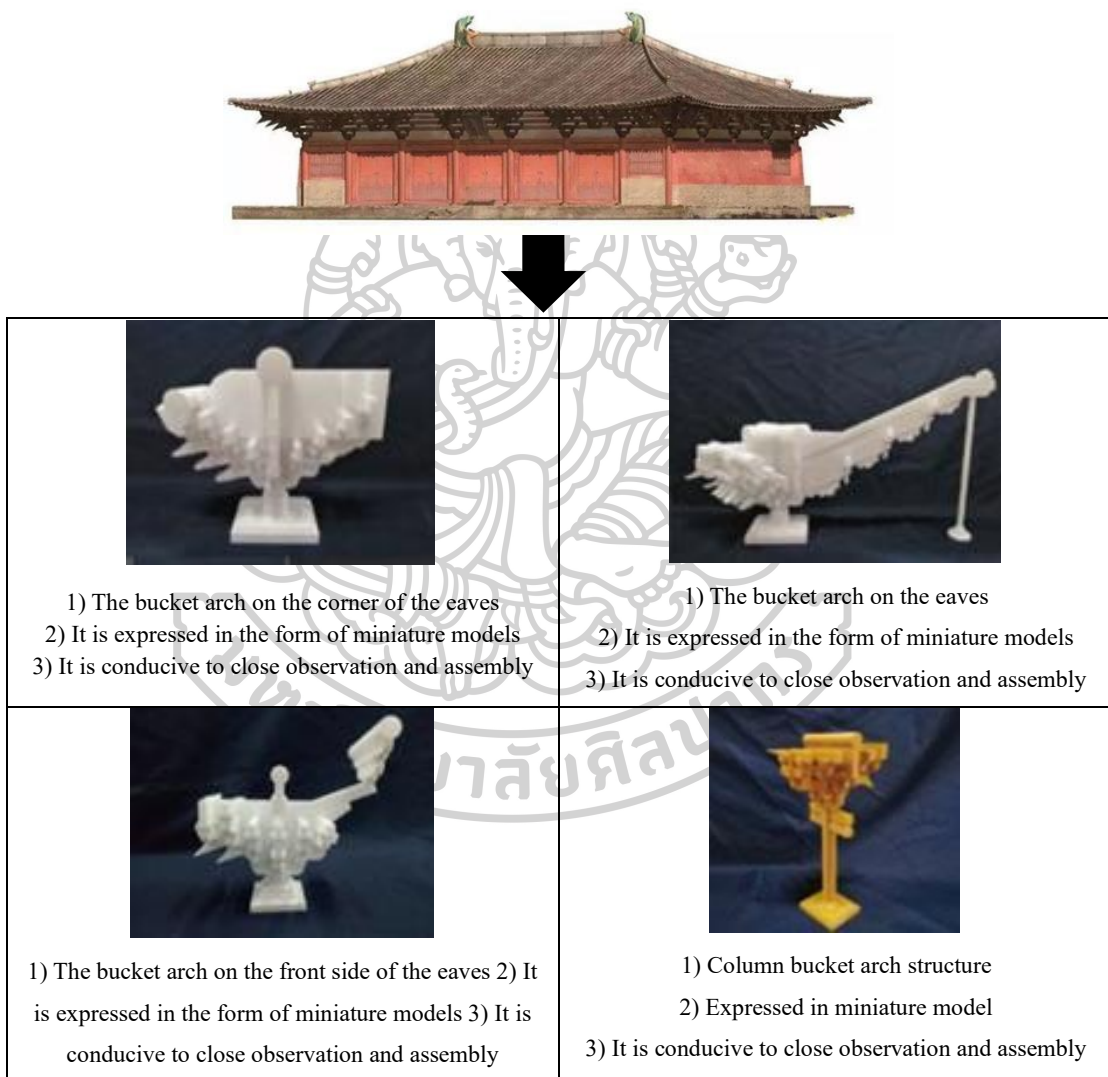 1) The bucket arch on the corner of the eaves
2) It is expressed in the form of miniature models
3) It is conducive to close observation and assembly
1) The bucket arch on the eaves
2) It is expressed in the form of miniature models
3) It is conducive to close observation and assembly
1) The bucket arch on the front side of the eaves 2) It
is expressed in the form of miniature models 3) It is
conducive to close observation and assembly
1) Column bucket arch structure
2) Expressed in miniature model
3) It is conducive to close observation and assembly